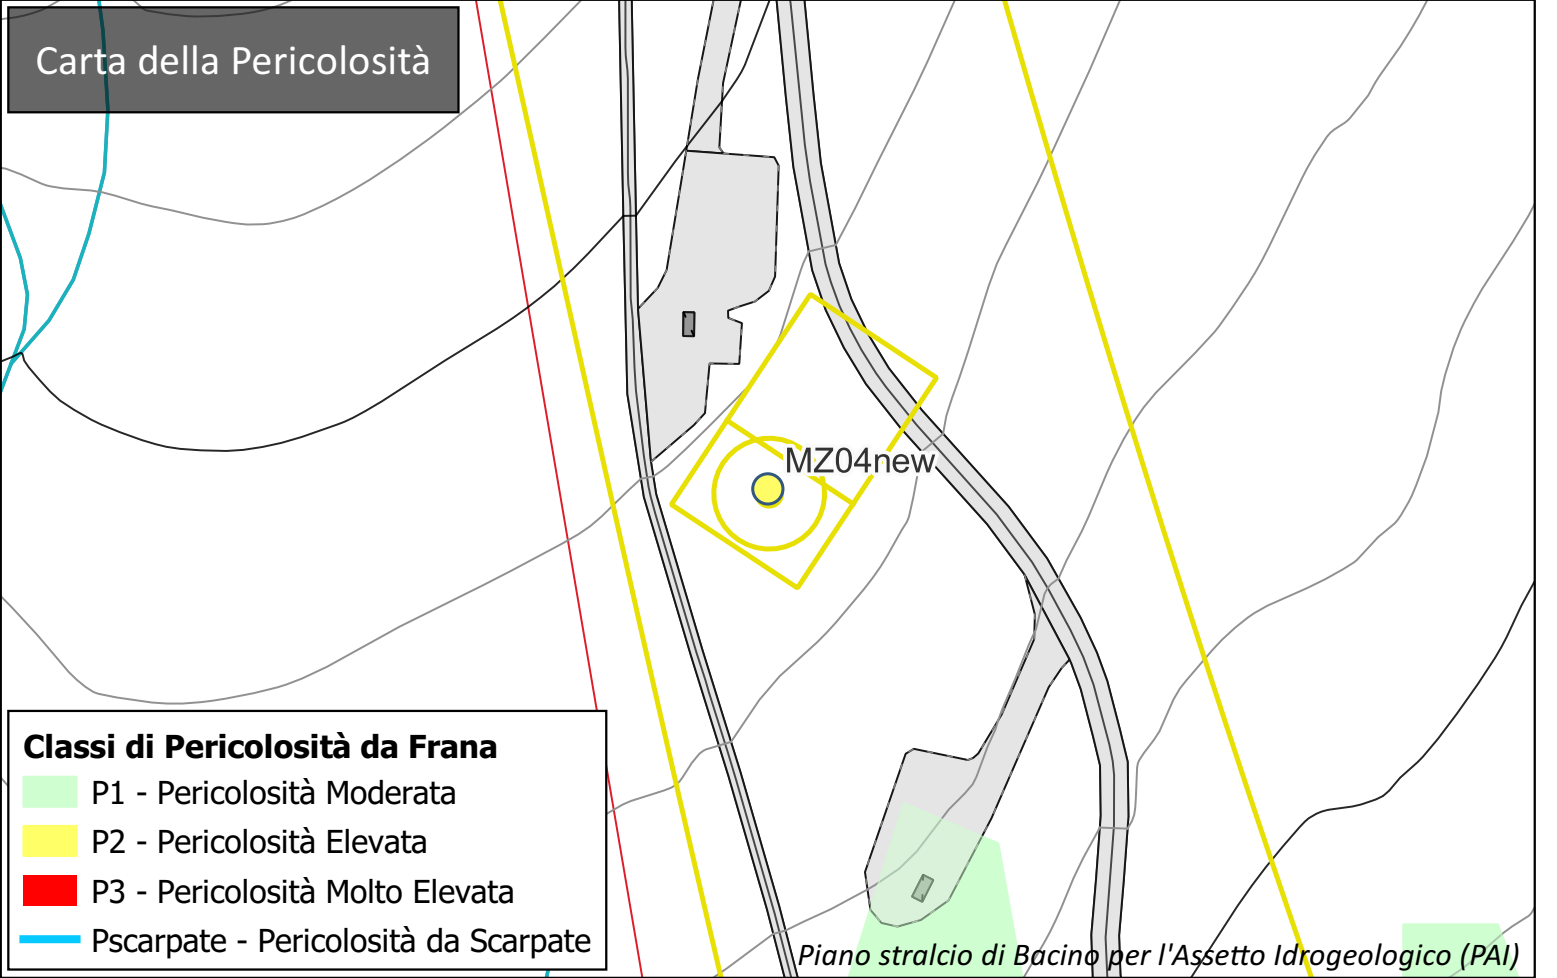 Carta della Pericolosità
MZ04new
Classi di Pericolosità da Frana
P1 - Pericolosità Moderata
P2 - Pericolosità Elevata
P3 - Pericolosità Molto Elevata
Pscarpate - Pericolosità da Scarpate
Piano stralcio di Bacino per l'Assetto Idrogeologico (PAI)